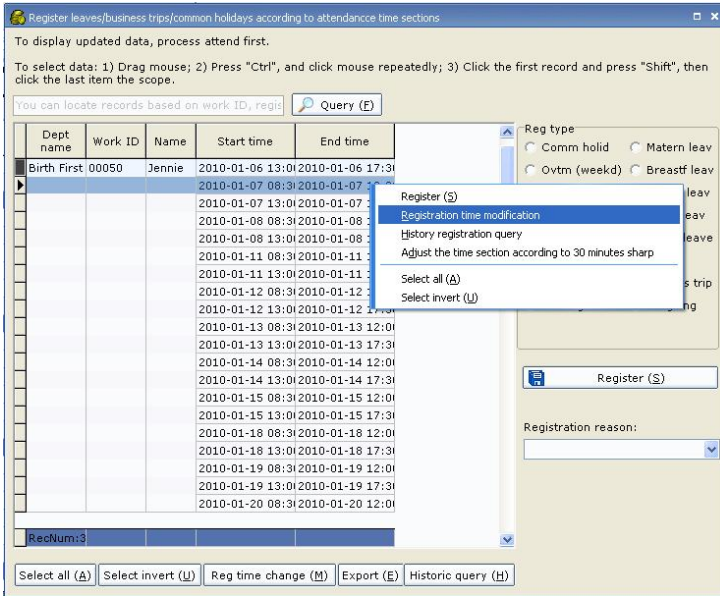 Register leaves/business trips/common holidays according to attendancce time sections
To display updated data, process attend first.
To select data: 1) Drag mouse; 2) Press "Ctrl", and click mouse repeatedly; 3) Click the first record and press "Shift", then
click the last item the scope.
You can locate records based on work ID, regis
Query (F)
Dept name Work ID Name Start time End time
Birth First 00050 Jennie 2010-01-06 13:0 2010-01-06 17:3
2010-01-07 08:3 2010-01-07
2010-01-07 13:0 2010-01-07
2010-01-08 08:3 2010-01-08
2010-01-08 13:0 2010-01-08
2010-01-11 08:3 2010-01-11
2010-01-11 13:0 2010-01-11
2010-01-12 08:3 2010-01-12
2010-01-12 13:0 2010-01-12 17:3
2010-01-13 08:3 2010-01-13 12:0
2010-01-13 13:0 2010-01-13 17:3
2010-01-14 08:3 2010-01-14 12:0
2010-01-14 13:0 2010-01-14 17:3
2010-01-15 08:3 2010-01-15 12:0
2010-01-15 13:0 2010-01-15 17:3
2010-01-18 08:3 2010-01-18 12:0
2010-01-18 13:0 2010-01-18 17:3
2010-01-19 08:3 2010-01-19 12:0
2010-01-19 13:0 2010-01-19 17:3
2010-01-20 08:3 2010-01-20 12:0
RecNum:3
Register (S)
Registration time modification
History registration query
Adjust the time section according to 30 minutes sharp
Select all (A)
Select invert (U)
Reg type
Comm holid Matern leav
Ovtm (weekd) Breastf leav
leav
eav
leave
s trip
ng
Register (S)
Registration reason:
Select all (A) Select invert (U) Reg time change (M) Export (E) Historic query (H)